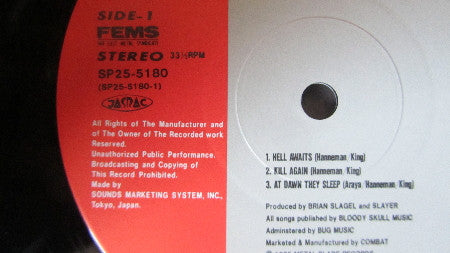 SIDE-1
FEMS
STEREO 33⅓RPM
SP25-5180
(SP25-5180-1)
JASRAC
All Rights of The Manufacturer and
of The Owner of The Recorded work
Reserved.
Unauthorized Public Performance.
Broadcasting and Copying of
This Record Prohibited.
Made by
SOUNDS MARKETING SYSTEM, INC.,
Tokyo, Japan.
1. HELL AWAITS (Hanneman/King)
2. KILL AGAIN (Hanneman/King)
3. AT DAWN THEY SLEEP (Araya/Hanneman/King)
Produced by BRIAN SLAGEL and SLAYER
All songs published by BLOODY SKULL MUSIC
Adminstered by BUG MUSIC
Marketed & Manufactured by COMBAT